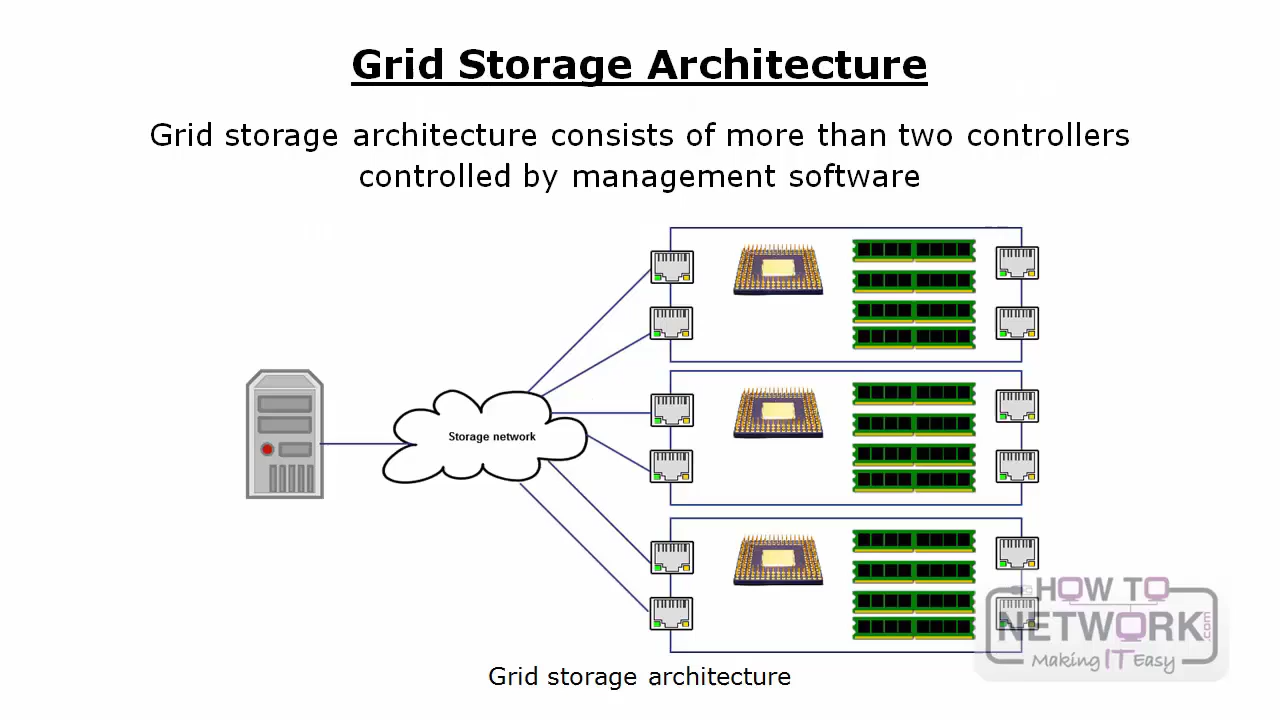 Grid Storage Architecture
Grid storage architecture consists of more than two controllers
controlled by management software
Storage network
HOW TO
NETWORK.com
Making IT Easy
Grid storage architecture